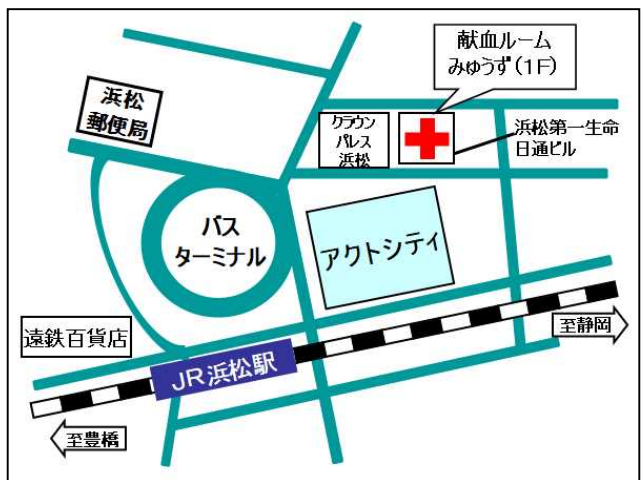 献血ルーム
みゅうず(1F)
浜松
郵便局
クラウン
パレス
浜松
浜松第一生命
日通ビル
バス
ターミナル
アクトシティ
遠鉄百貨店
JR浜松駅
至静岡
至豊橋